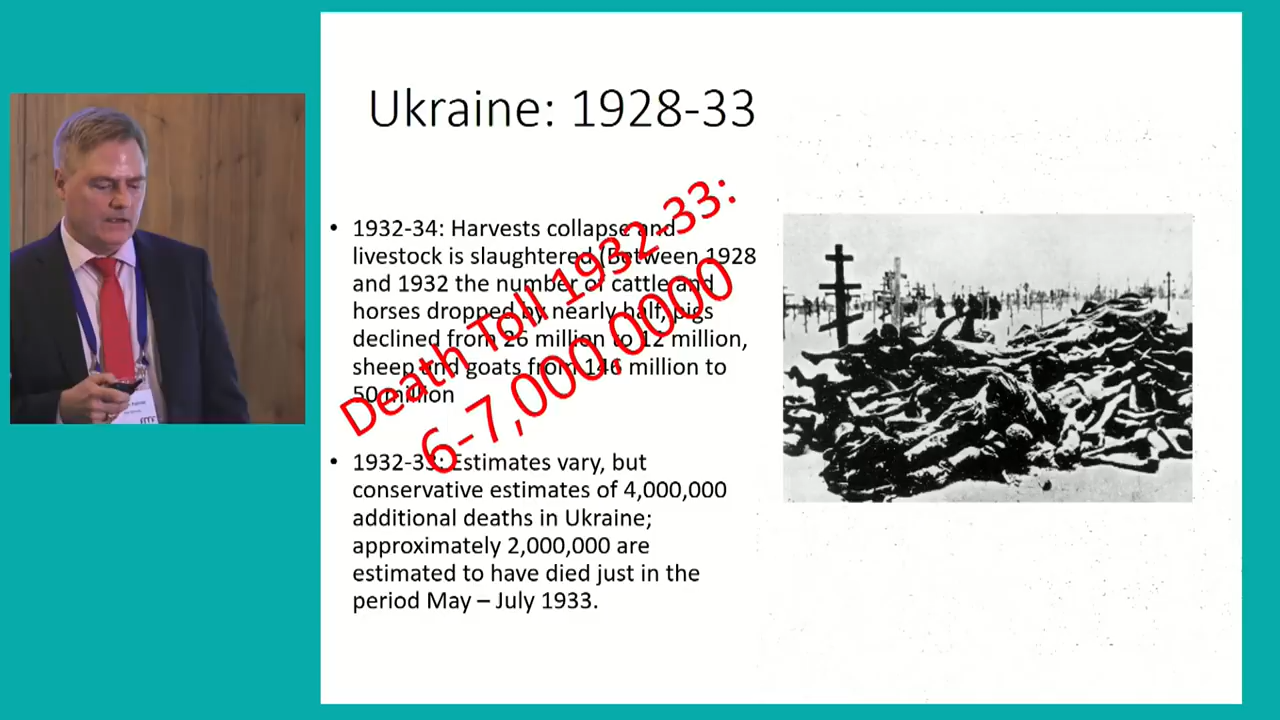 Ukraine: 1928-33
• 1932-34: Harvests collapse and
livestock is slaughtered (Between 1928
and 1932 the number of cattle and
horses dropped by nearly half, pigs
declined from 26 million to 12 million,
sheep and goats from 146 million to
50 million
Death Toll 1932-33:
6-7,000,0000
• 1932-33: Estimates vary, but
conservative estimates of 4,000,000
additional deaths in Ukraine;
approximately 2,000,000 are
estimated to have died just in the
period May – July 1933.